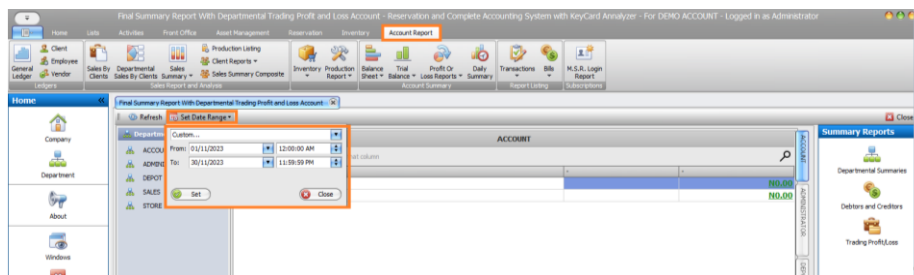 Final Summary Report With Departmental Trading Profit and Loss Account - Reservation and Complete Accounting System with KeyCard Annalyzer - For DEMO ACCOUNT - Logged in as Administrator
Home Lists Activities Front Office Asset Management Reservation Inventory Account Report
General Ledger
Client
Employee
Vendor
Ledgers
Sales By Clients
Departmental Sales By Clients
Sales Summary
Production Listing
Client Reports
Sales Summary Composite
Sales Report and Analysis
Inventory
Production Report
Balance Sheet
Trial Balance
Profit Or Loss Reports
Daily Summary
Account Summary
Transactions
Bills
Report Listing
M.S.R. Login Report
Subscriptions
Home
Final Summary Report With Departmental Trading Profit and Loss Account
Refresh Set Date Range
Close
Company
Department
About
Windows
Departme
ACCOU
ADMINI
DEPOT
SALES
STORE
Custom...
From: 01/11/2023 12:00:00 AM
To: 30/11/2023 11:59:59 PM
Set Close
ACCOUNT
at column
N0.00
N0.00
ACCOUNT
ADMINISTRATOR
DEP
Summary Reports
Departmental Summaries
Debtors and Creditors
Trading Profit/Loss